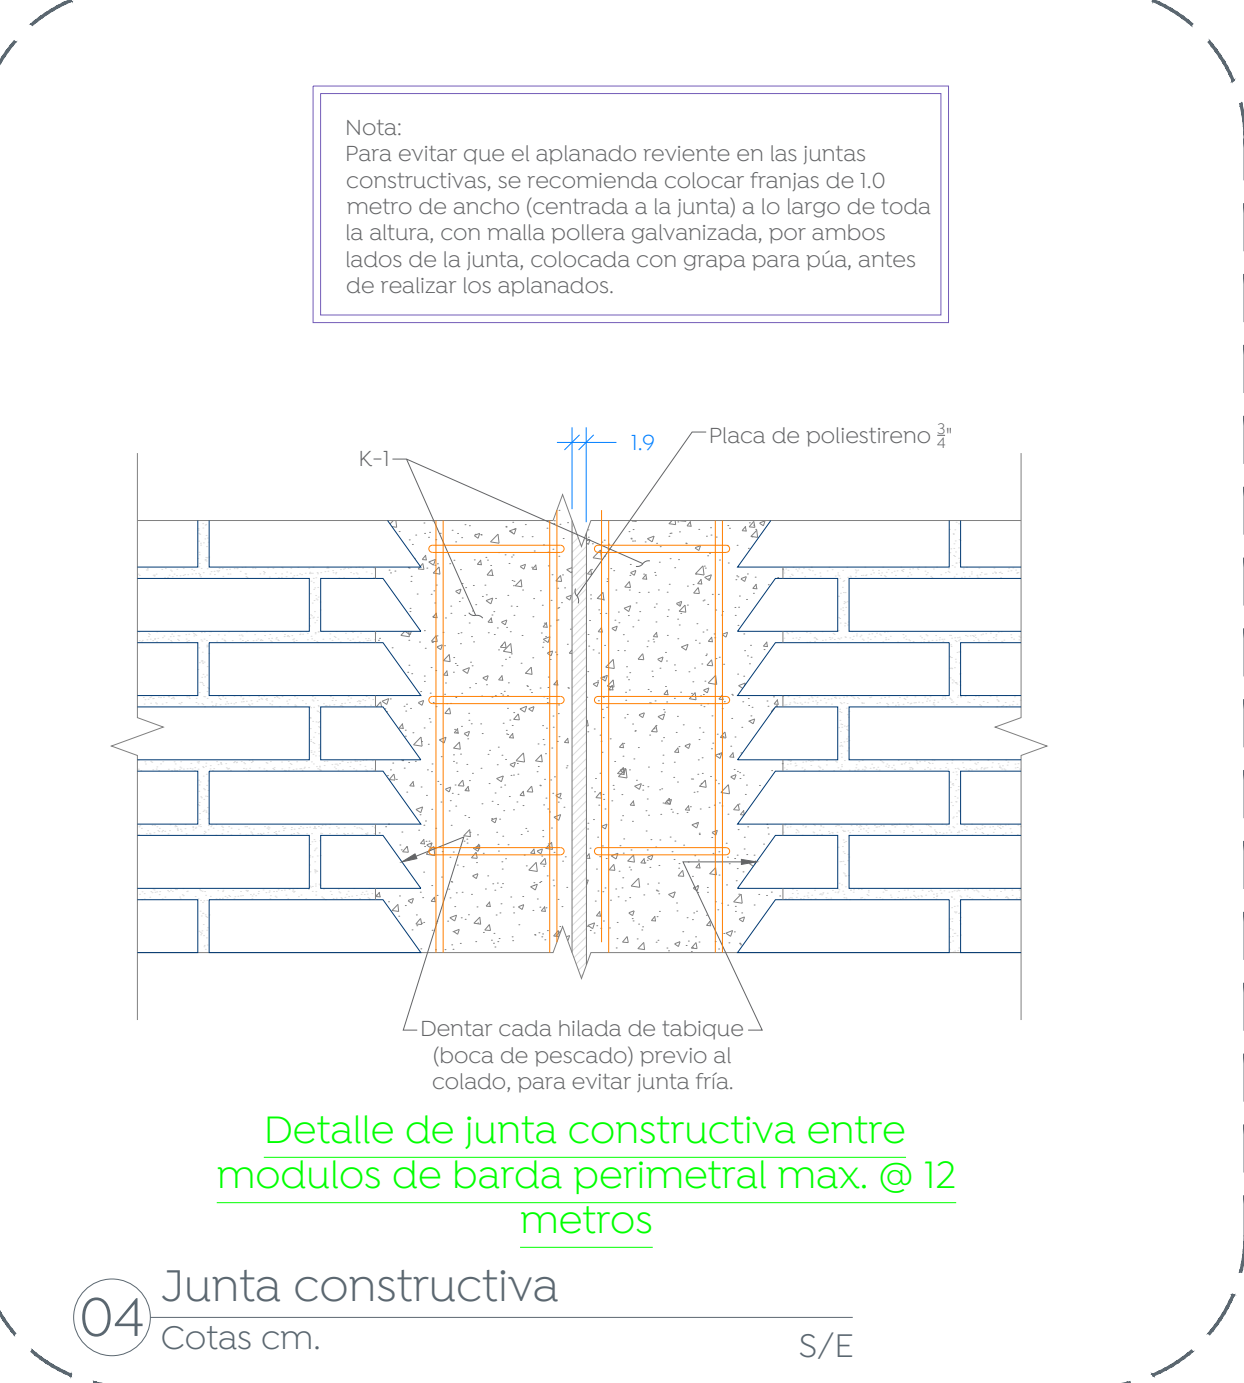 Nota:
Para evitar que el aplanado reviente en las juntas
constructivas, se recomienda colocar franjas de 1.0
metro de ancho (centrada a la junta) a lo largo de toda
la altura, con malla pollera galvanizada, por ambos
lados de la junta, colocada con grapa para púa, antes
de realizar los aplanados.
1.9
Placa de poliestireno 3/4"
K-1
Dentar cada hilada de tabique
(boca de pescado) previo al
colado, para evitar junta fría.
Detalle de junta constructiva entre
modulos de barda perimetral max. @ 12
metros
04
Junta constructiva
Cotas cm.
S/E